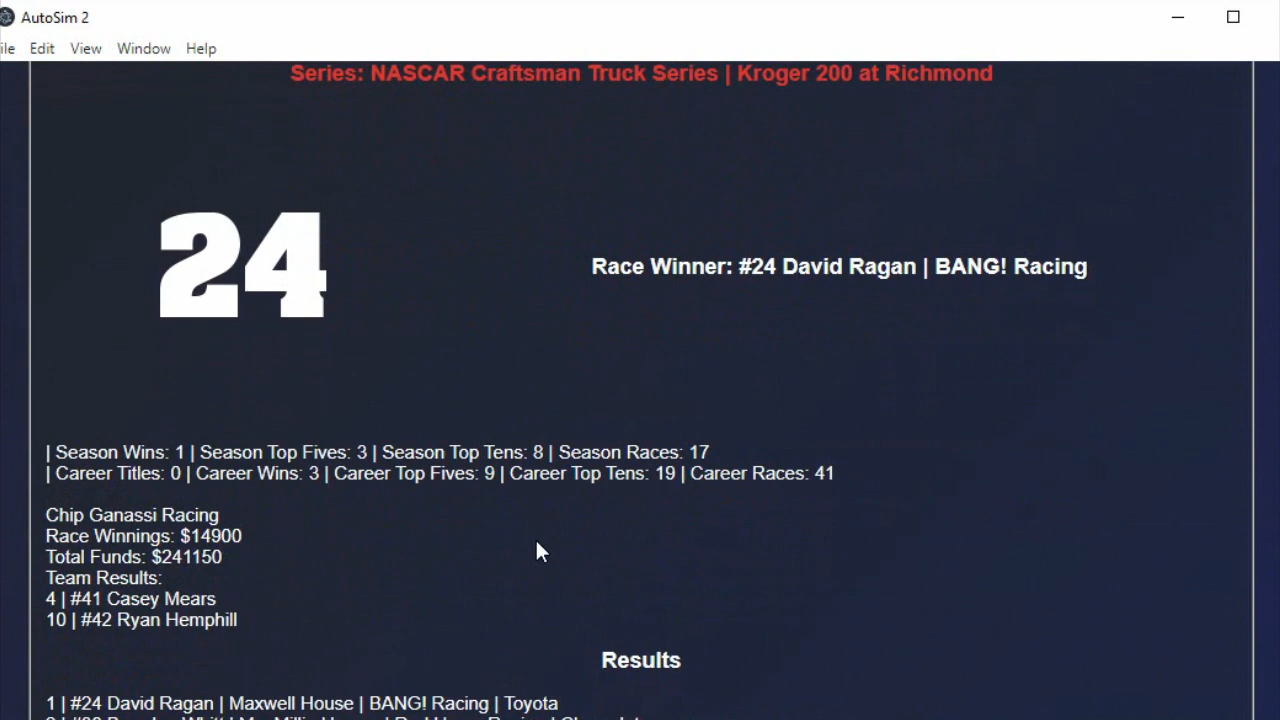 AutoSim 2
ile Edit View Window Help
Series: NASCAR Craftsman Truck Series | Kroger 200 at Richmond
24
Race Winner: #24 David Ragan | BANG! Racing
| Season Wins: 1 | Season Top Fives: 3 | Season Top Tens: 8 | Season Races: 17
| Career Titles: 0 | Career Wins: 3 | Career Top Fives: 9 | Career Top Tens: 19 | Career Races: 41
Chip Ganassi Racing
Race Winnings: $14900
Total Funds: $241150
Team Results:
4 | #41 Casey Mears
10 | #42 Ryan Hemphill
Results
1 | #24 David Ragan | Maxwell House | BANG! Racing | Toyota